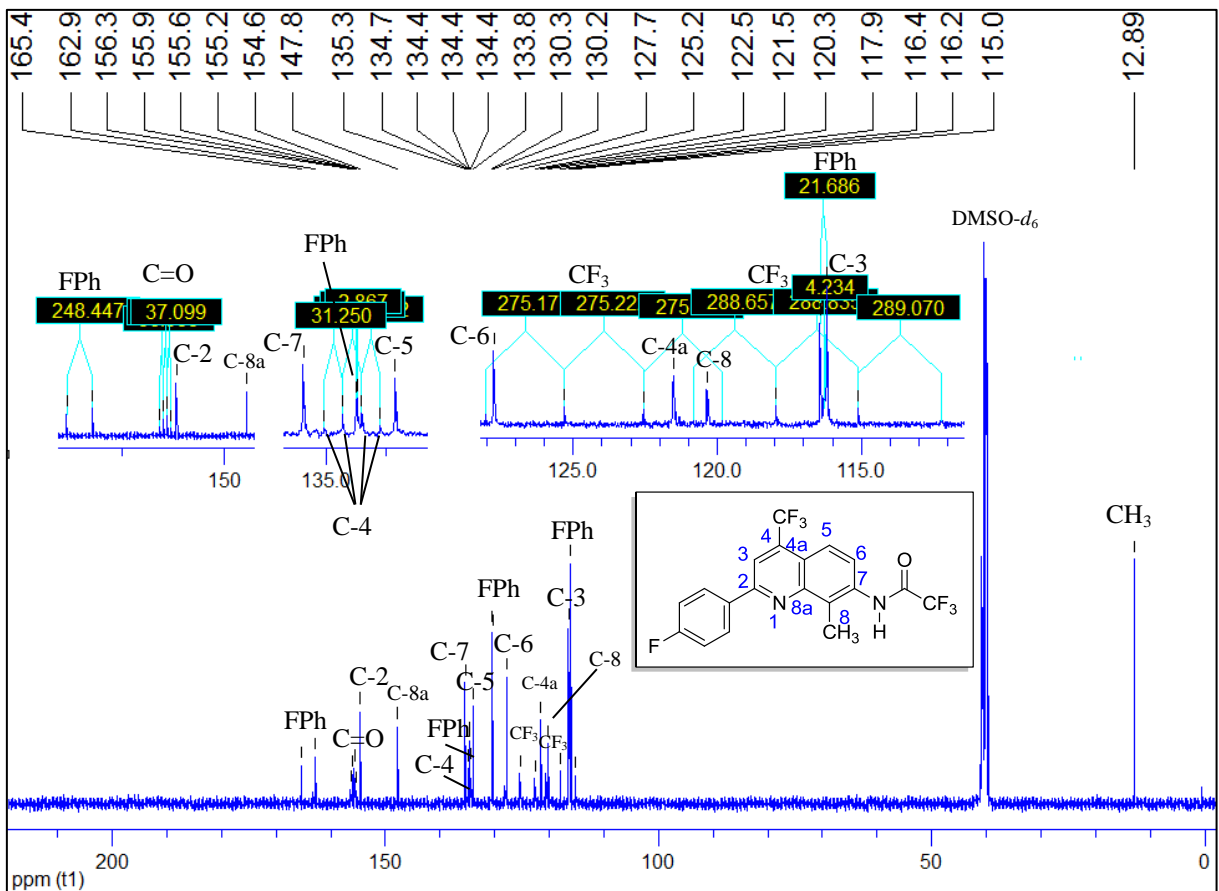 165.4 162.9 156.3 155.9 155.6 155.2 154.6 147.8 135.3 134.7 134.4 134.4 134.4 133.8 130.3 130.2 127.7 125.2 122.5 121.5 120.3 117.9 116.4 116.2 115.0 12.89
FPh
21.686
DMSO-d6
FPh
FPh C=O CF3 CF3 C-3
248.447 37.099 2.867 31.250 275.17 275.22 275 288.657 4.234 289.070
C-7 C-5 C-6 C-2 C-8a C-4a C-8
150 135.0 125.0 120.0 115.0
C-4
FPh
CH3
CF3
4 5
3 4a 6
2 7 O
N 8a N CF3
1 8
F CH3 H
FPh C-3
C-7 C-6 C-8
C-2 C-5 C-4a
C-8a
FPh C=O FPh CF3 CF3
C-4
200 150 100 50 0
ppm (t1)